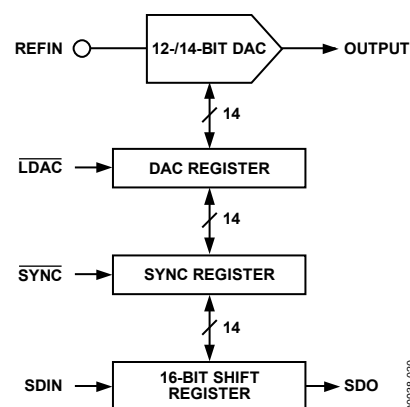 REFIN
12-/14-BIT DAC
OUTPUT
14
LDAC
DAC REGISTER
14
SYNC
SYNC REGISTER
14
SDIN
16-BIT SHIFT
REGISTER
SDO